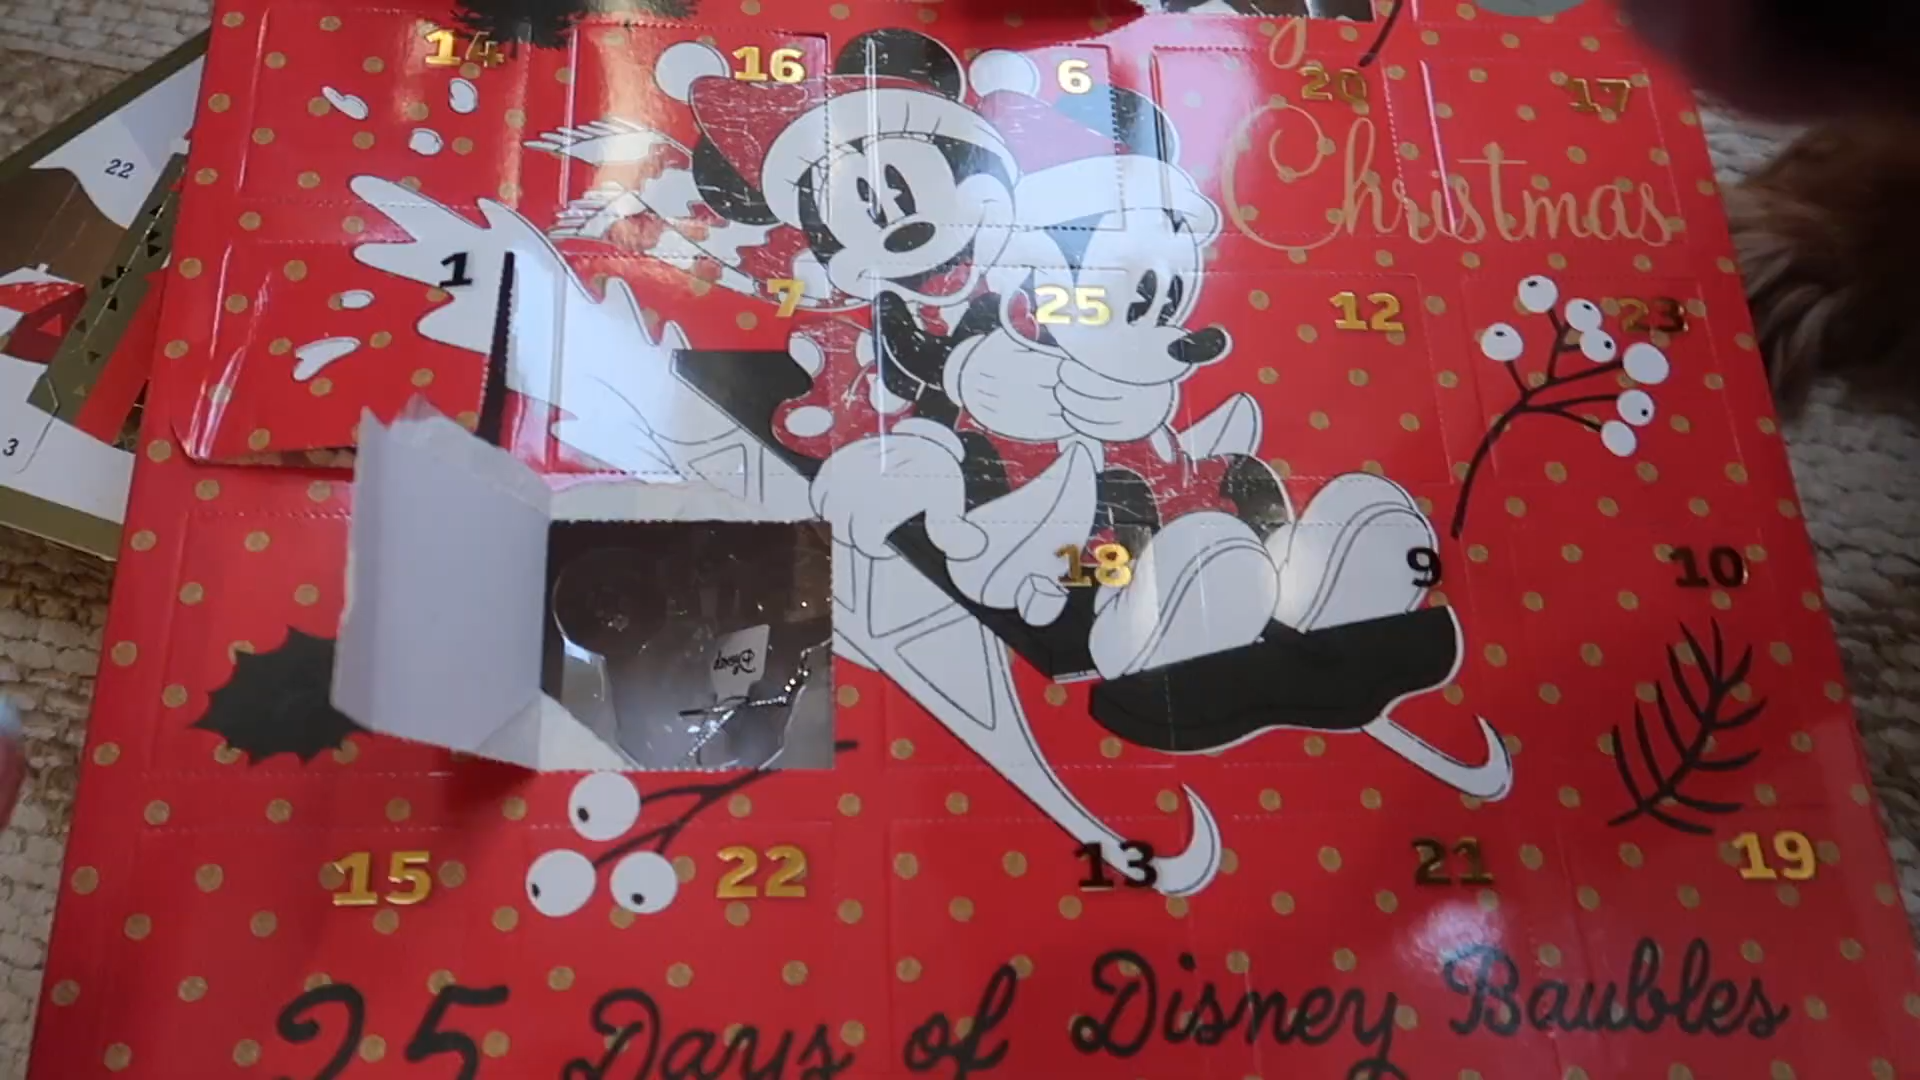 14 16 6 20 17
Christmas
22
1 7 25 12 23
3
18 9 10
Disney
15 22 13 21 19
25 Days of Disney Baubles